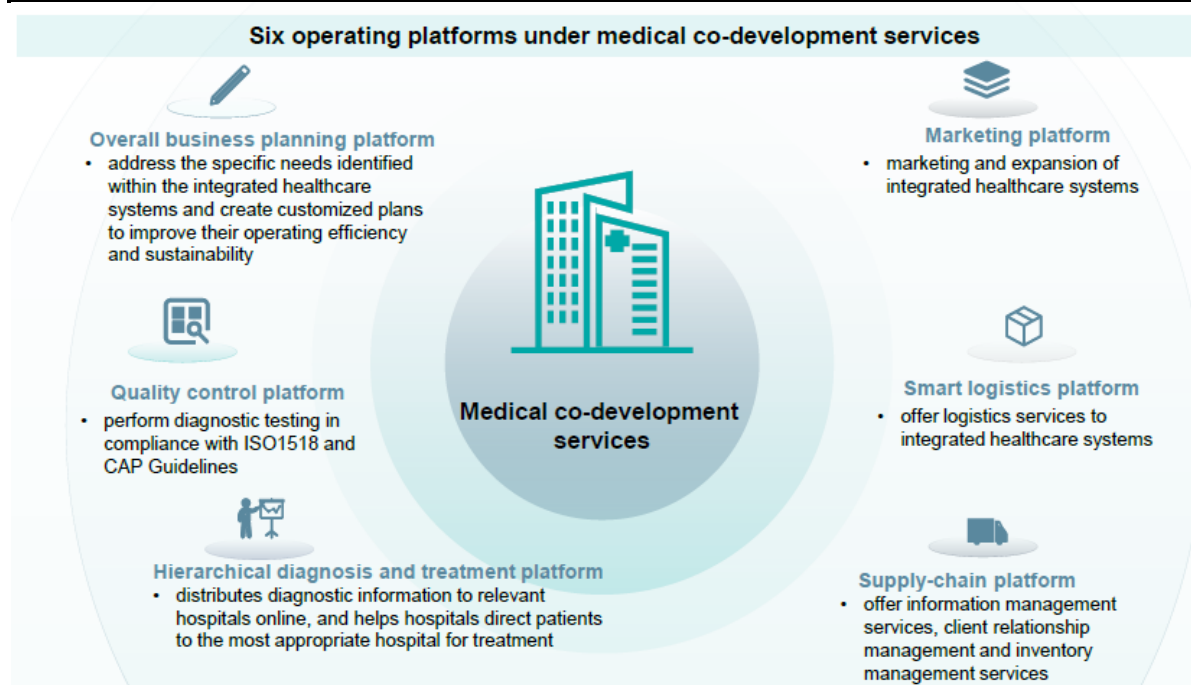 Six operating platforms under medical co-development services
Overall business planning platform
• address the specific needs identified
within the integrated healthcare
systems and create customized plans
to improve their operating efficiency
and sustainability
Quality control platform
• perform diagnostic testing in
compliance with ISO1518 and
CAP Guidelines
Hierarchical diagnosis and treatment platform
• distributes diagnostic information to relevant
hospitals online, and helps hospitals direct patients
to the most appropriate hospital for treatment
Medical co-development
services
Marketing platform
• marketing and expansion of
integrated healthcare systems
Smart logistics platform
• offer logistics services to
integrated healthcare systems
Supply-chain platform
• offer information management
services, client relationship
management and inventory
management services